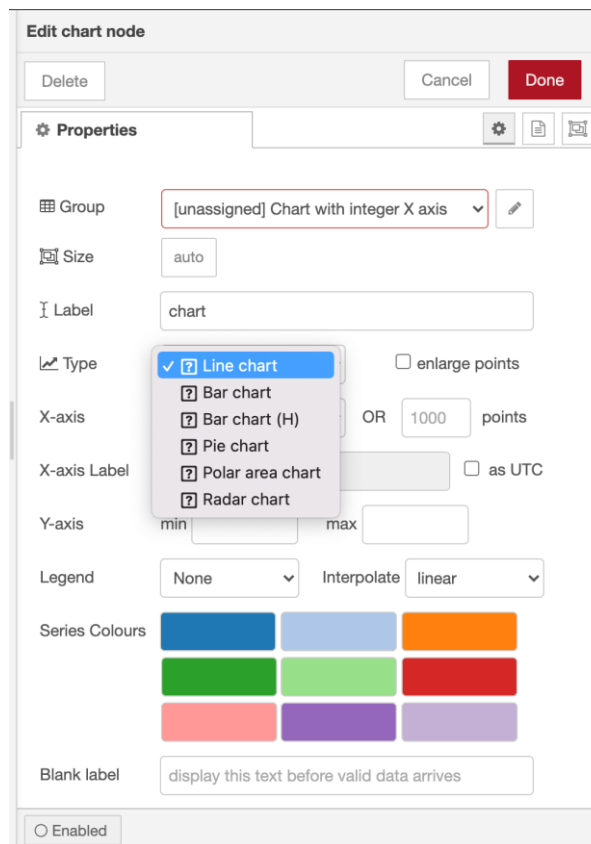 Edit chart node
Delete
Cancel
Done
Properties
Group
[unassigned] Chart with integer X axis
Size
auto
Label
chart
Type
✓ ? Line chart
enlarge points
? Bar chart
? Bar chart (H)
? Pie chart
? Polar area chart
? Radar chart
X-axis
OR
1000
points
X-axis Label
as UTC
Y-axis
min
max
Legend
None
Interpolate
linear
Series Colours
Blank label
display this text before valid data arrives
Enabled